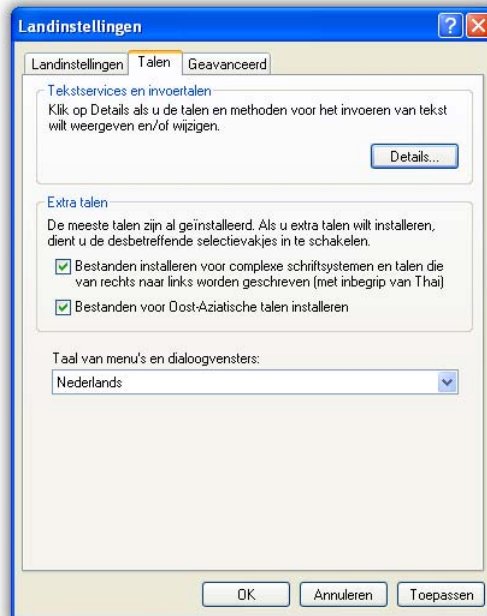 Landinstellingen
Landinstellingen Talen Geavanceerd
Tekstservices en invoertalen
Klik op Details als u de talen en methoden voor het invoeren van tekst
wilt weergeven en/of wijzigen.
Details...
Extra talen
De meeste talen zijn al geïnstalleerd. Als u extra talen wilt installeren,
dient u de desbetreffende selectievakjes in te schakelen.
Bestanden installeren voor complexe schriftsystemen en talen die
van rechts naar links worden geschreven (met inbegrip van Thai)
Bestanden voor Oost-Aziatische talen installeren
Taal van menu's en dialoogvensters:
Nederlands
OK Annuleren Toepassen